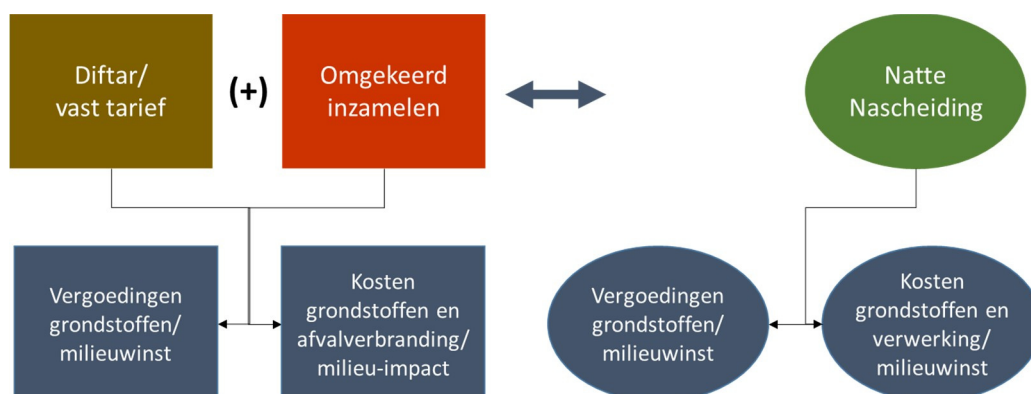 Diftar/
vast tarief
(+)
Omgekeerd
inzamelen
Natte
Nascheiding
Vergoedingen
grondstoffen/
milieuwinst
Kosten
grondstoffen en
afvalverbranding/
milieu-impact
Vergoedingen
grondstoffen/
milieuwinst
Kosten
grondstoffen en
verwerking/
milieuwinst